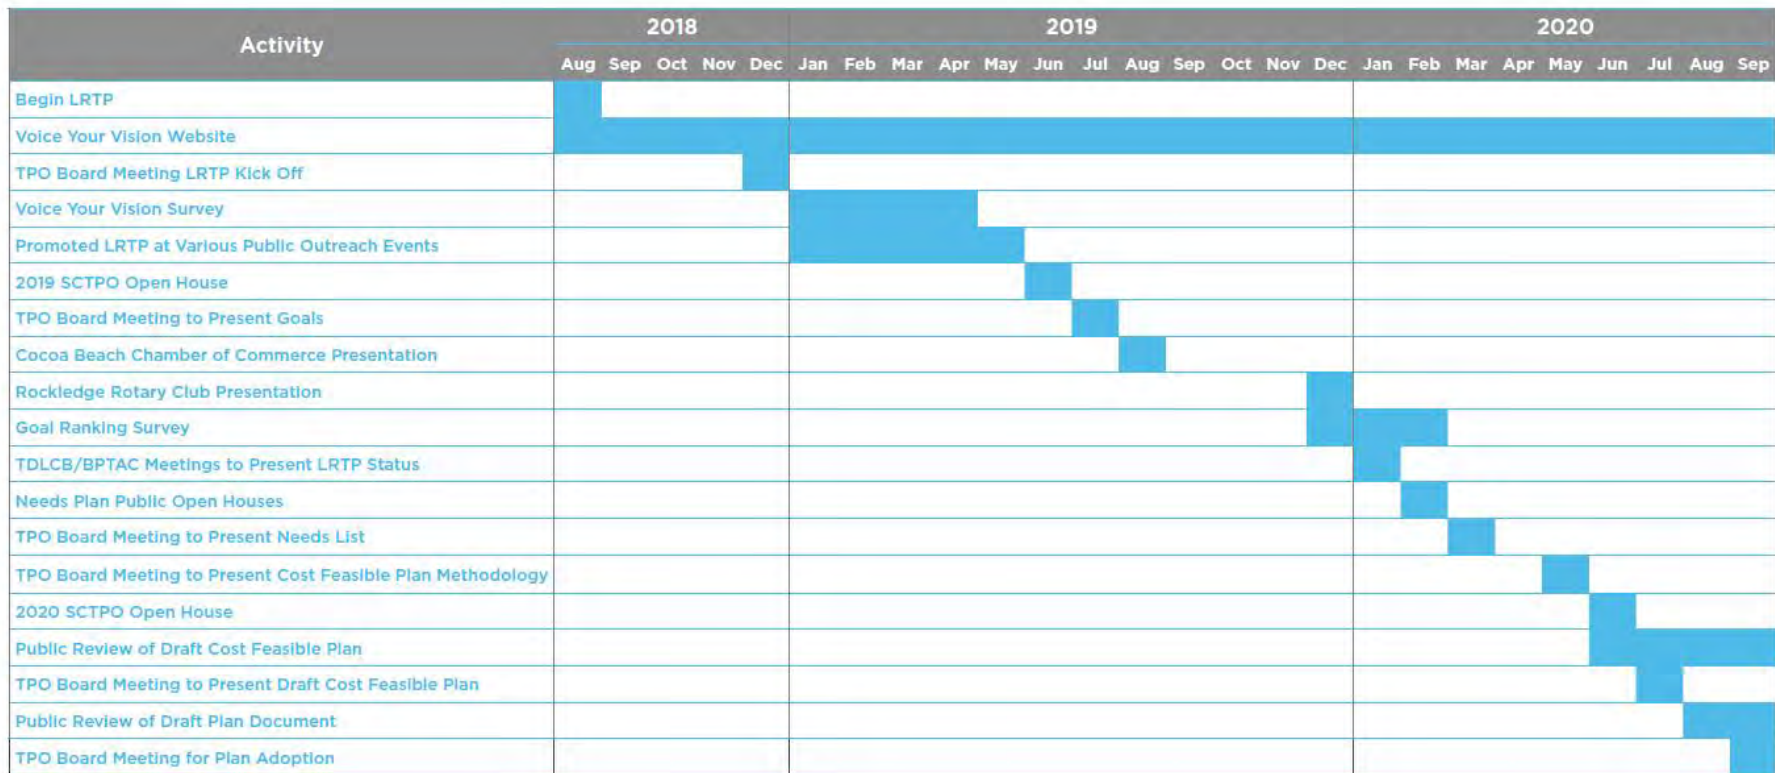 Activity
2018 2019 2020
Aug Sep Oct Nov Dec Jan Feb Mar Apr May Jun Jul Aug Sep Oct Nov Dec Jan Feb Mar Apr May Jun Jul Aug Sep
Begin LRTP
Voice Your Vision Website
TPO Board Meeting LRTP Kick Off
Voice Your Vision Survey
Promoted LRTP at Various Public Outreach Events
2019 SCTPO Open House
TPO Board Meeting to Present Goals
Cocoa Beach Chamber of Commerce Presentation
Rockledge Rotary Club Presentation
Goal Ranking Survey
TDLCB/BPTAC Meetings to Present LRTP Status
Needs Plan Public Open Houses
TPO Board Meeting to Present Needs List
TPO Board Meeting to Present Cost Feasible Plan Methodology
2020 SCTPO Open House
Public Review of Draft Cost Feasible Plan
TPO Board Meeting to Present Draft Cost Feasible Plan
Public Review of Draft Plan Document
TPO Board Meeting for Plan Adoption